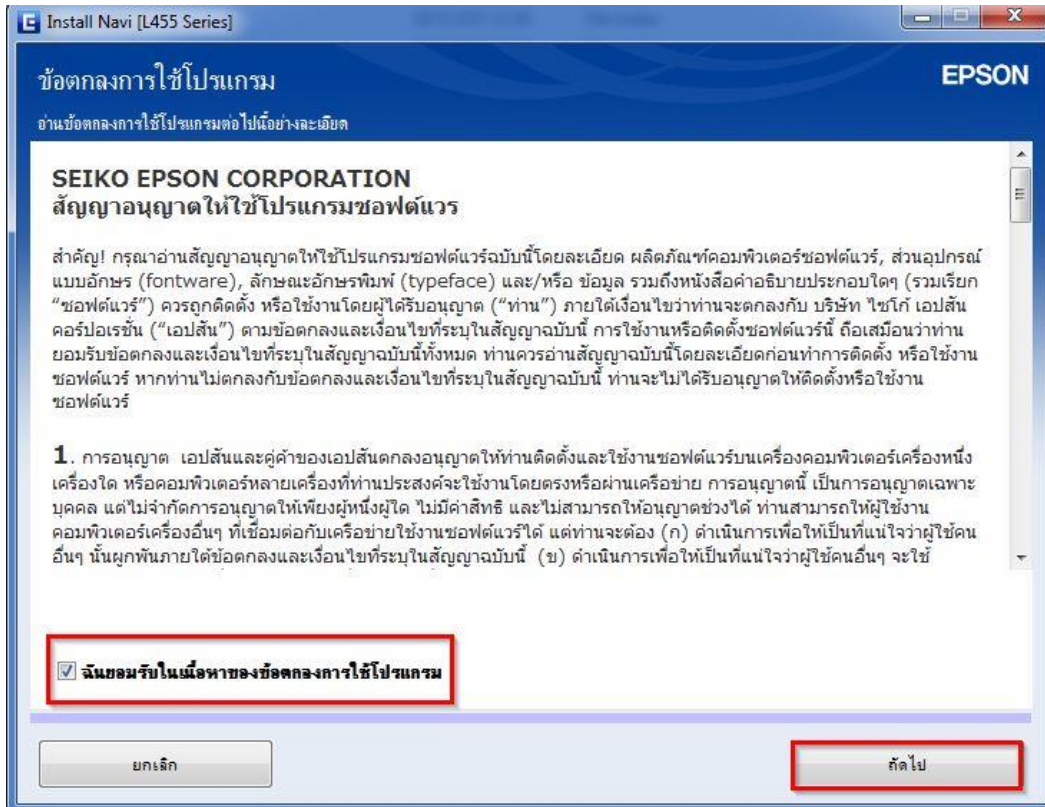 Install Navi [L455 Series]
ข้อตกลงการใช้โปรแกรม
EPSON
อ่านข้อตกลงการใช้โปรแกรมต่อไปนี้อย่างละเอียด
SEIKO EPSON CORPORATION
สัญญาอนุญาตให้ใช้โปรแกรมซอฟต์แวร
สำคัญ! กรุณาอ่านสัญญาอนุญาตให้ใช้โปรแกรมซอฟต์แวร์ฉบับนี้โดยละเอียด ผลิตภัณฑ์คอมพิวเตอร์ซอฟต์แวร์, ส่วนอุปกรณ์
แบบอักษร (fontware), ลักษณะอักษรพิมพ์ (typeface) และ/หรือ ข้อมูล รวมถึงหนังสือคำอธิบายประกอบใดๆ (รวมเรียก
“ซอฟต์แวร์”) ควรถูกติดตั้ง หรือใช้งานโดยผู้ได้รับอนุญาต (“ท่าน”) ภายใต้เงื่อนไขว่าท่านจะตกลงกับ บริษัท ไซโก้ เอปสัน
คอร์ปอเรชั่น (“เอปสัน”) ตามข้อตกลงและเงื่อนไขที่ระบุในสัญญาฉบับนี้ การใช้งานหรือติดตั้งซอฟต์แวร์นี้ ถือเสมือนว่าท่าน
ยอมรับข้อตกลงและเงื่อนไขที่ระบุในสัญญาฉบับนี้ทั้งหมด ท่านควรอ่านสัญญาฉบับนี้โดยละเอียดก่อนทำการติดตั้ง หรือใช้งาน
ซอฟต์แวร์ หากท่านไม่ตกลงกับข้อตกลงและเงื่อนไขที่ระบุในสัญญาฉบับนี้ ท่านจะไม่ได้รับอนุญาตให้ติดตั้งหรือใช้งาน
ซอฟต์แวร์
1. การอนุญาต เอปสันและคู่ค้าของเอปสันตกลงอนุญาตให้ท่านติดตั้งและใช้งานซอฟต์แวร์บนเครื่องคอมพิวเตอร์เครื่องหนึ่ง
เครื่องใด หรือคอมพิวเตอร์หลายเครื่องที่ท่านประสงค์จะใช้งานโดยตรงหรือผ่านเครือข่าย การอนุญาตนี้ เป็นการอนุญาตเฉพาะ
บุคคล แต่ไม่จำกัดการอนุญาตให้เพียงผู้หนึ่งผู้ใด ไม่มีค่าสิทธิ และไม่สามารถให้อนุญาตช่วงได้ ท่านสามารถให้ผู้ใช้งาน
คอมพิวเตอร์เครื่องอื่นๆ ที่เชื่อมต่อกับเครือข่ายใช้งานซอฟต์แวร์ได้ แต่ท่านจะต้อง (ก) ดำเนินการเพื่อให้เป็นที่แน่ใจว่าผู้ใช้คน
อื่นๆ นั้นผูกพันภายใต้ข้อตกลงและเงื่อนไขที่ระบุในสัญญาฉบับนี้ (ข) ดำเนินการเพื่อให้เป็นที่แน่ใจว่าผู้ใช้คนอื่นๆ จะใช้
ฉันยอมรับในเนื้อหาของข้อตกลงการใช้โปรแกรม
ยกเลิก
ถัดไป